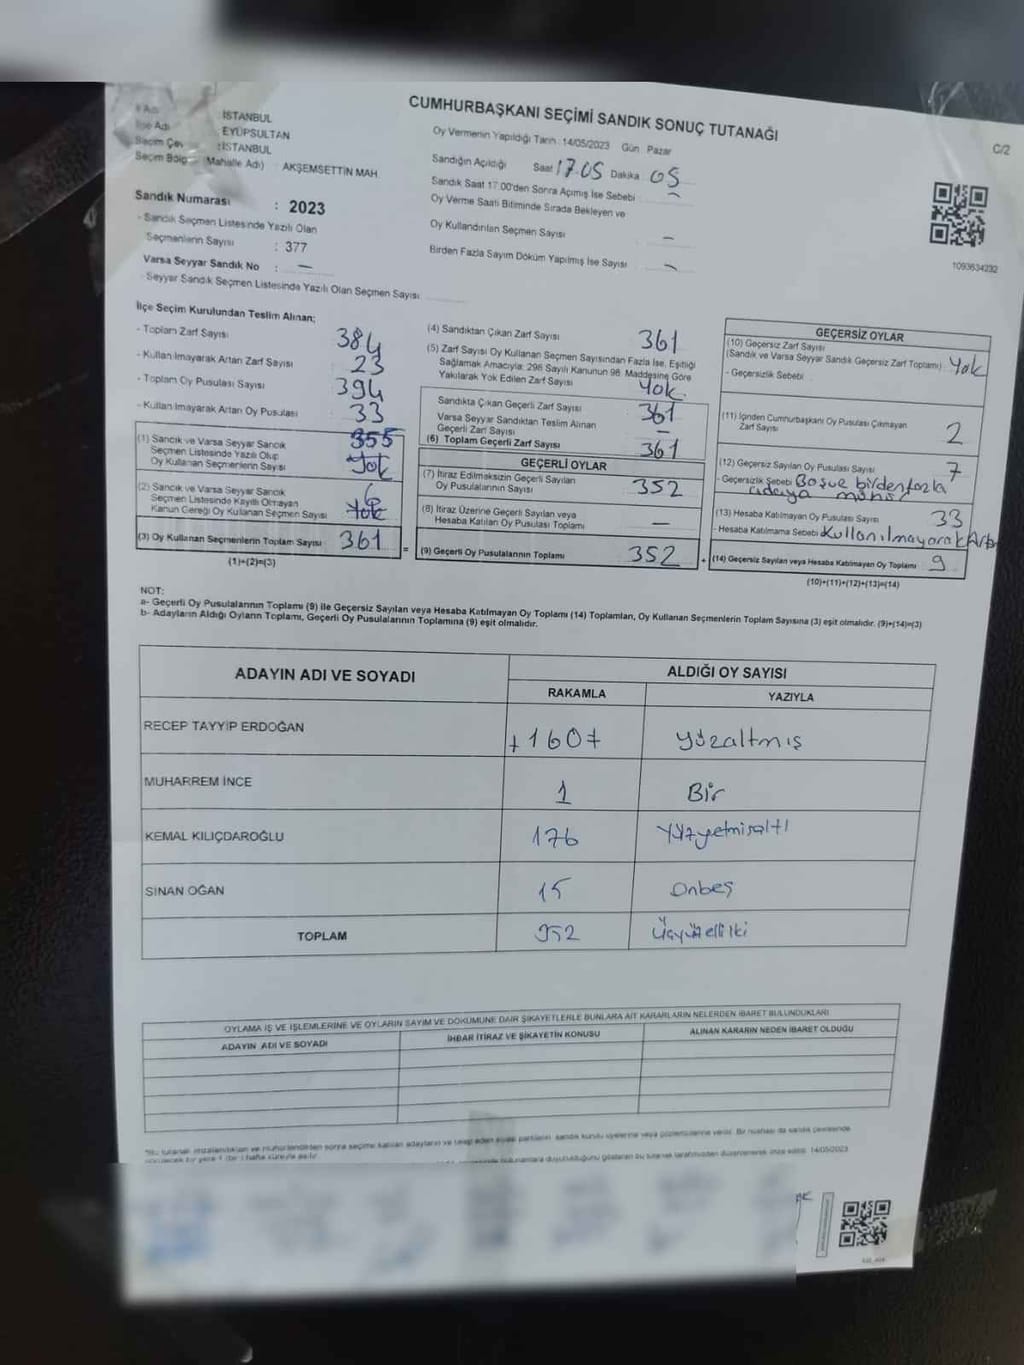 CUMHURBAŞKANI SEÇİMİ SANDIK SONUÇ TUTANAĞI
C/2
İl Adı : İSTANBUL
İlçe Adı : EYÜPSULTAN
Seçim Çev : İSTANBUL
Seçim Bölg (Mahalle Adı) AKŞEMSETTİN MAH.
Sandık Numarası : 2023
- Sandık Seçmen Listesinde Yazılı Olan
Seçmenlerin Sayısı : 377
Varsa Seyyar Sandık No : —
- Seyyar Sandık Seçmen Listesinde Yazılı Olan Seçmen Sayısı
Oy Vermenin Yapıldığı Tarih : 14/05/2023 Gün Pazar
Sandığın Açıldığı Saat 17.05 Dakika 05
Sandık Saat 17:00'den Sonra Açımış İse Sebebi —
Oy Verme Saati Bitiminde Sırada Bekleyen ve
Oy Kullandırılan Seçmen Sayısı —
Birden Fazla Sayım Döküm Yapılmış İse Sayısı —
1093634232
İlçe Seçim Kurulundan Teslim Alınan;
- Toplam Zarf Sayısı 384
- Kullanılmayarak Artan Zarf Sayısı 23
- Toplam Oy Pusulası Sayısı 394
- Kullanılmayarak Artan Oy Pusulası 33
(1) Sandık ve Varsa Seyyar Sandık 355
Seçmen Listesinde Yazılı Olup
Oy Kullanan Seçmenlerin Sayısı Yok
(2) Sandık ve Varsa Seyyar Sandık 6
Seçmen Listesinde Kayıtlı Olmayan
Kanun Gereği Oy Kullanan Seçmen Sayısı Yok
(3) Oy Kullanan Seçmenlerin Toplam Sayısı 361
(1)+(2)=(3)
(4) Sandıktan Çıkan Zarf Sayısı 361
(5) Zarf Sayısı Oy Kullanan Seçmen Sayısından Fazla İse, Eşitliği
Sağlamak Amacıyla; 298 Sayılı Kanunun 98. Maddesine Göre
Yakılarak Yok Edilen Zarf Sayısı Yok.
Sandıkta Çıkan Geçerli Zarf Sayısı 361
Varsa Seyyar Sandıktan Teslim Alınan
Geçerli Zarf Sayısı —
(6) Toplam Geçerli Zarf Sayısı 361
GEÇERLİ OYLAR
(7) İtiraz Edilmeksizin Geçerli Sayılan
Oy Pusulalarının Sayısı 352
(8) İtiraz Üzerine Geçerli Sayılan veya
Hesaba Katılan Oy Pusulası Toplamı —
= (9) Geçerli Oy Pusulalarının Toplamı 352
GEÇERSİZ OYLAR
(10) Geçersiz Zarf Sayısı
(Sandık ve Varsa Seyyar Sandık Geçersiz Zarf Toplamı) Yok
- Geçersizlik Sebebi
(11) İçinden Cumhurbaşkanı Oy Pusulası Çıkmayan
Zarf Sayısı 2
(12) Geçersiz Sayılan Oy Pusulası Sayısı 7
- Geçersizlik Sebebi Boş ve birden fazla
adaya mühür
(13) Hesaba Katılmayan Oy Pusulası Sayısı 33
- Hesaba Katılmama Sebebi Kullanılmayarak Artan
+ (14) Geçersiz Sayılan veya Hesaba Katılmayan Oy Toplamı 9
(10)+(11)+(12)+(13)=(14)
NOT:
a- Geçerli Oy Pusulalarının Toplamı (9) ile Geçersiz Sayılan veya Hesaba Katılmayan Oy Toplamı (14) Toplamları, Oy Kullanan Seçmenlerin Toplam Sayısına (3) eşit olmalıdır. (9)+(14)=(3)
b- Adayların Aldığı Oyların Toplamı, Geçerli Oy Pusulalarının Toplamına (9) eşit olmalıdır.
ADAYIN ADI VE SOYADI
ALDIĞI OY SAYISI
RAKAMLA YAZIYLA
RECEP TAYYİP ERDOĞAN +160+ yüzaltmış
MUHARREM İNCE 1 Bir
KEMAL KILIÇDAROĞLU 176 Yüzyetmişaltı
SİNAN OĞAN 15 Onbeş
TOPLAM 352 Üçyüzelliiki
OYLAMA İŞ VE İŞLEMLERİNE VE OYLARIN SAYIM VE DÖKÜMÜNE DAİR ŞİKAYETLERLE BUNLARA AİT KARARLARIN NELERDEN İBARET BULUNDUKLARI
ADAYIN ADI VE SOYADI İHBAR İTİRAZ VE ŞİKAYETİN KONUSU ALINAN KARARIN NEDEN İBARET OLDUĞU